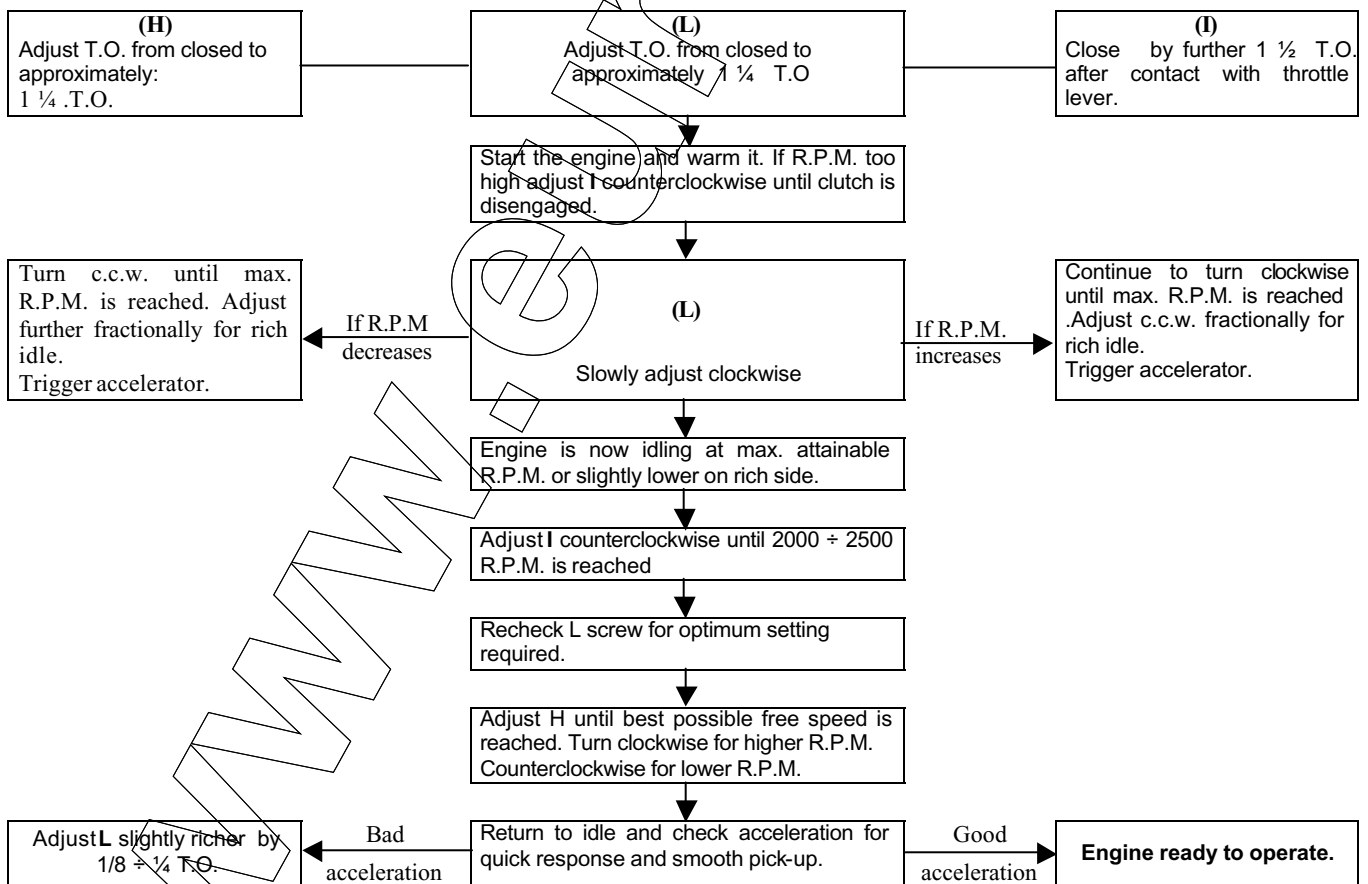 (H)
Adjust T.O. from closed to
approximately:
1 ¼ .T.O.
(L)
Adjust T.O. from closed to
approximately 1 ¼ T.O
(I)
Close by further 1 ½ T.O.
after contact with throttle
lever.
Start the engine and warm it. If R.P.M. too
high adjust I counterclockwise until clutch is
disengaged.
Turn c.c.w. until max.
R.P.M. is reached. Adjust
further fractionally for rich
idle.
Trigger accelerator.
If R.P.M
decreases
(L)
Slowly adjust clockwise
If R.P.M.
increases
Continue to turn clockwise
until max. R.P.M. is reached
.Adjust c.c.w. fractionally for
rich idle.
Trigger accelerator.
Engine is now idling at max. attainable
R.P.M. or slightly lower on rich side.
Adjust I counterclockwise until 2000 ÷ 2500
R.P.M. is reached
Recheck L screw for optimum setting
required.
Adjust H until best possible free speed is
reached. Turn clockwise for higher R.P.M.
Counterclockwise for lower R.P.M.
Adjust L slightly richer by
1/8 ÷ ¼ T.O.
Bad
acceleration
Return to idle and check acceleration for
quick response and smooth pick-up.
Good
acceleration
Engine ready to operate.
www.eur